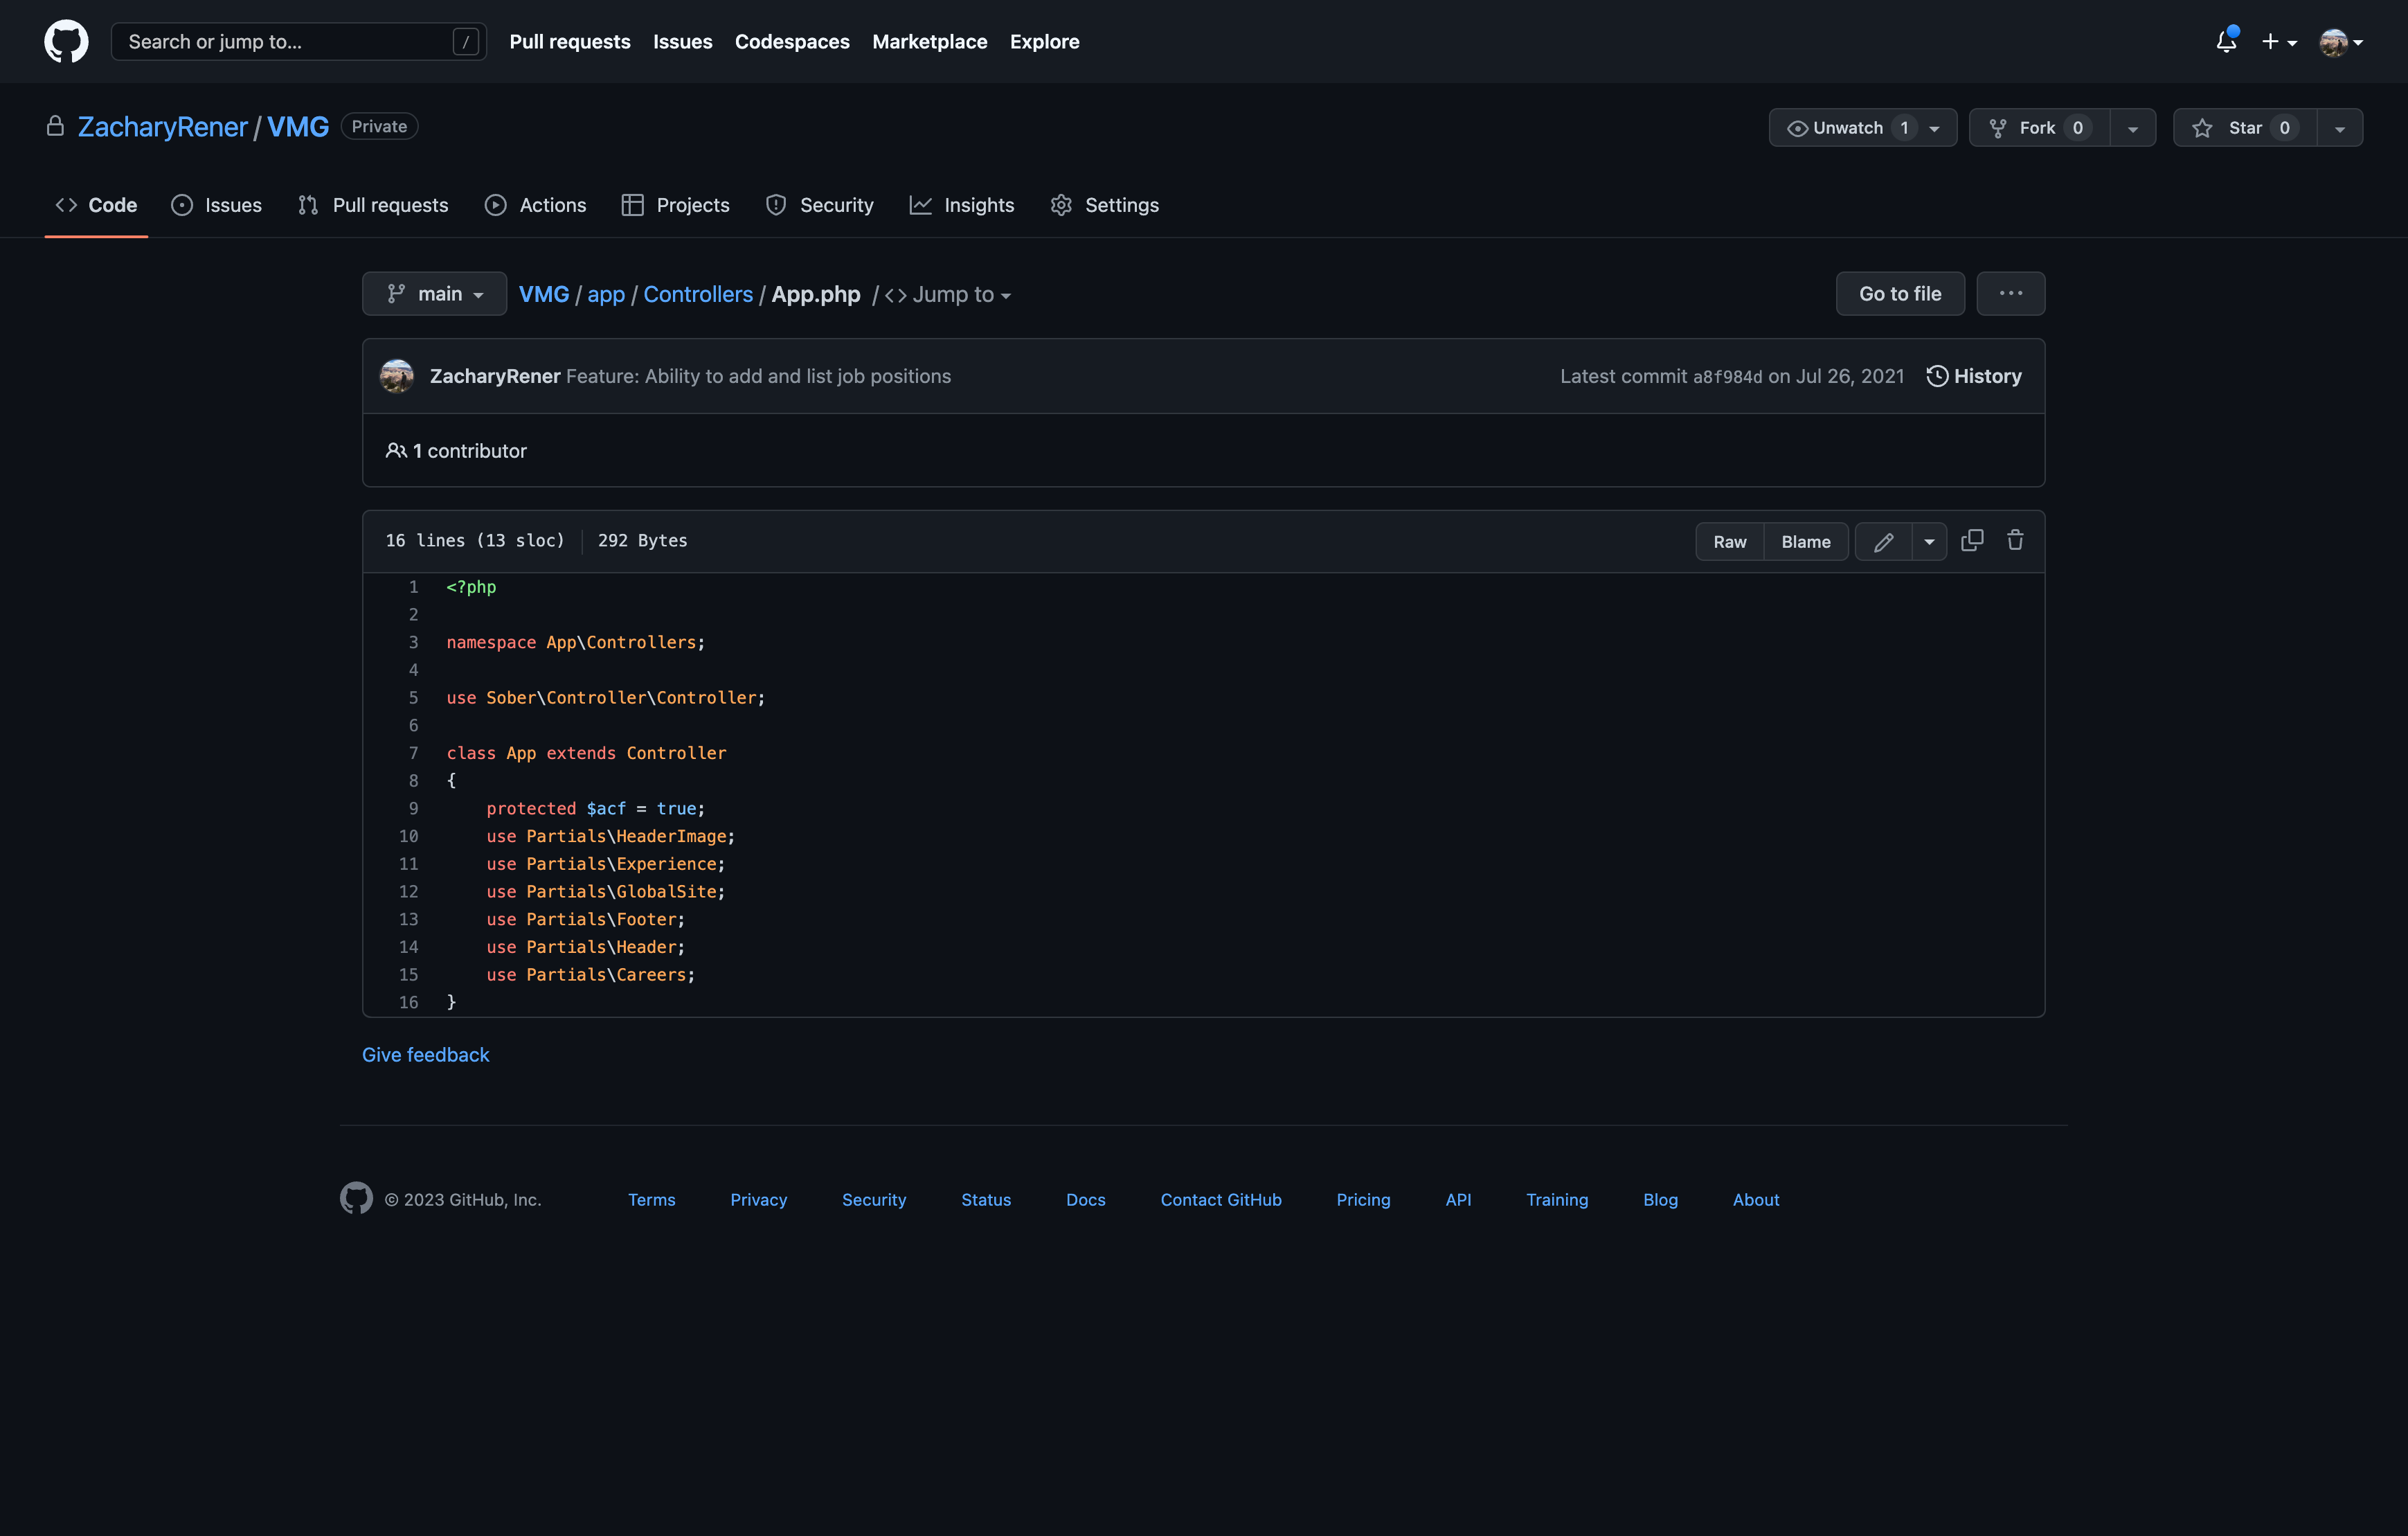 Search or jump to... /
Pull requests Issues Codespaces Marketplace Explore
ZacharyRener / VMG Private
Unwatch 1 Fork 0 Star 0
Code Issues Pull requests Actions Projects Security Insights Settings
main VMG / app / Controllers / App.php / <> Jump to
Go to file ...
ZacharyRener Feature: Ability to add and list job positions
Latest commit a8f984d on Jul 26, 2021 History
1 contributor
16 lines (13 sloc) 292 Bytes
Raw Blame
1 <?php
2
3 namespace App\Controllers;
4
5 use Sober\Controller\Controller;
6
7 class App extends Controller
8 {
9     protected $acf = true;
10     use Partials\HeaderImage;
11     use Partials\Experience;
12     use Partials\GlobalSite;
13     use Partials\Footer;
14     use Partials\Header;
15     use Partials\Careers;
16 }
Give feedback
© 2023 GitHub, Inc. Terms Privacy Security Status Docs Contact GitHub Pricing API Training Blog About